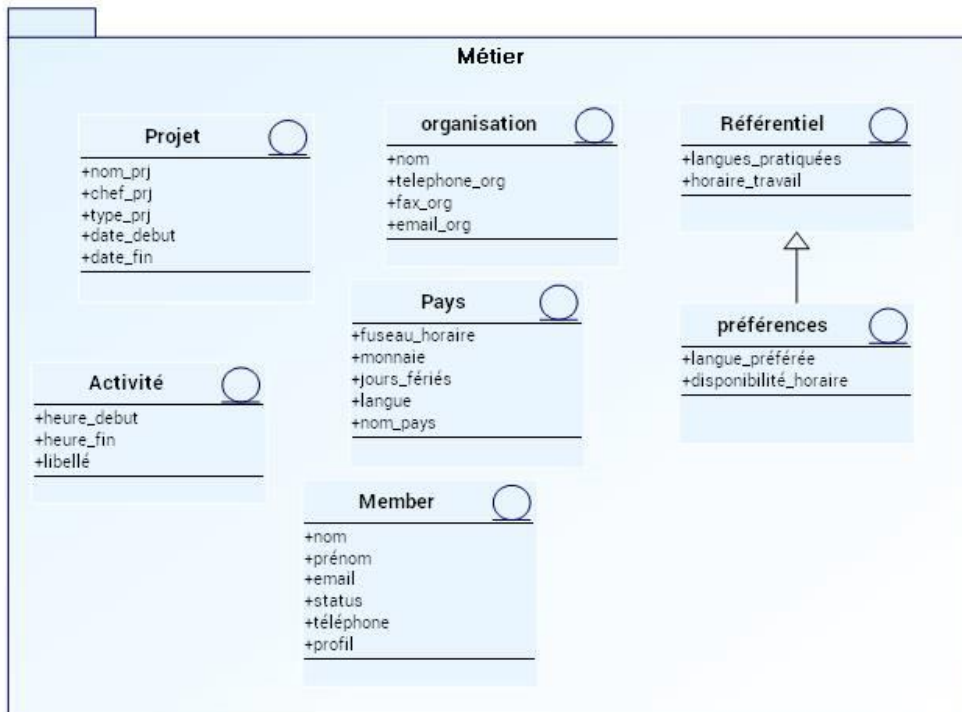 Métier
Projet
+nom_prj
+chef_prj
+type_prj
+date_debut
+date_fin
organisation
+nom
+telephone_org
+fax_org
+email_org
Référentiel
+langues_pratiquées
+horaire_travail
Pays
+fuseau_horaire
+monnaie
+jours_fériés
+langue
+nom_pays
préférences
+langue_préférée
+disponibilité_horaire
Activité
+heure_debut
+heure_fin
+libellé
Member
+nom
+prénom
+email
+status
+téléphone
+profil